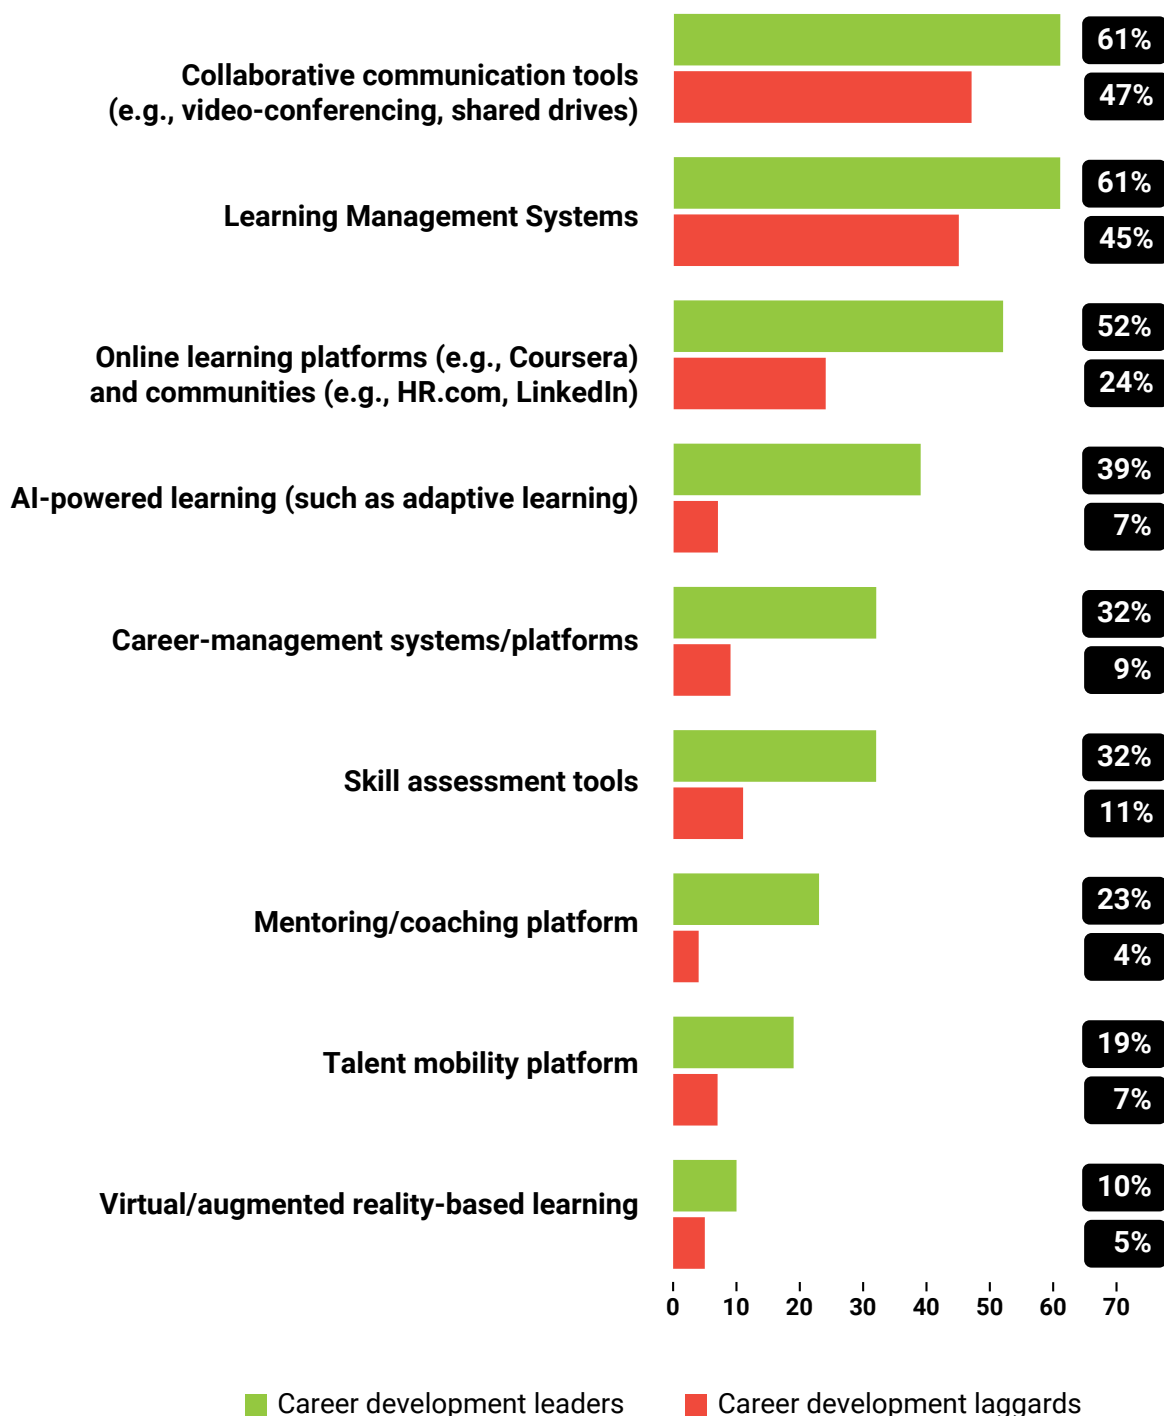 Collaborative communication tools
(e.g., video-conferencing, shared drives)
61%
47%
Learning Management Systems
61%
45%
Online learning platforms (e.g., Coursera)
and communities (e.g., HR.com, LinkedIn)
52%
24%
AI-powered learning (such as adaptive learning)
39%
7%
Career-management systems/platforms
32%
9%
Skill assessment tools
32%
11%
Mentoring/coaching platform
23%
4%
Talent mobility platform
19%
7%
Virtual/augmented reality-based learning
10%
5%
0 10 20 30 40 50 60 70
Career development leaders Career development laggards